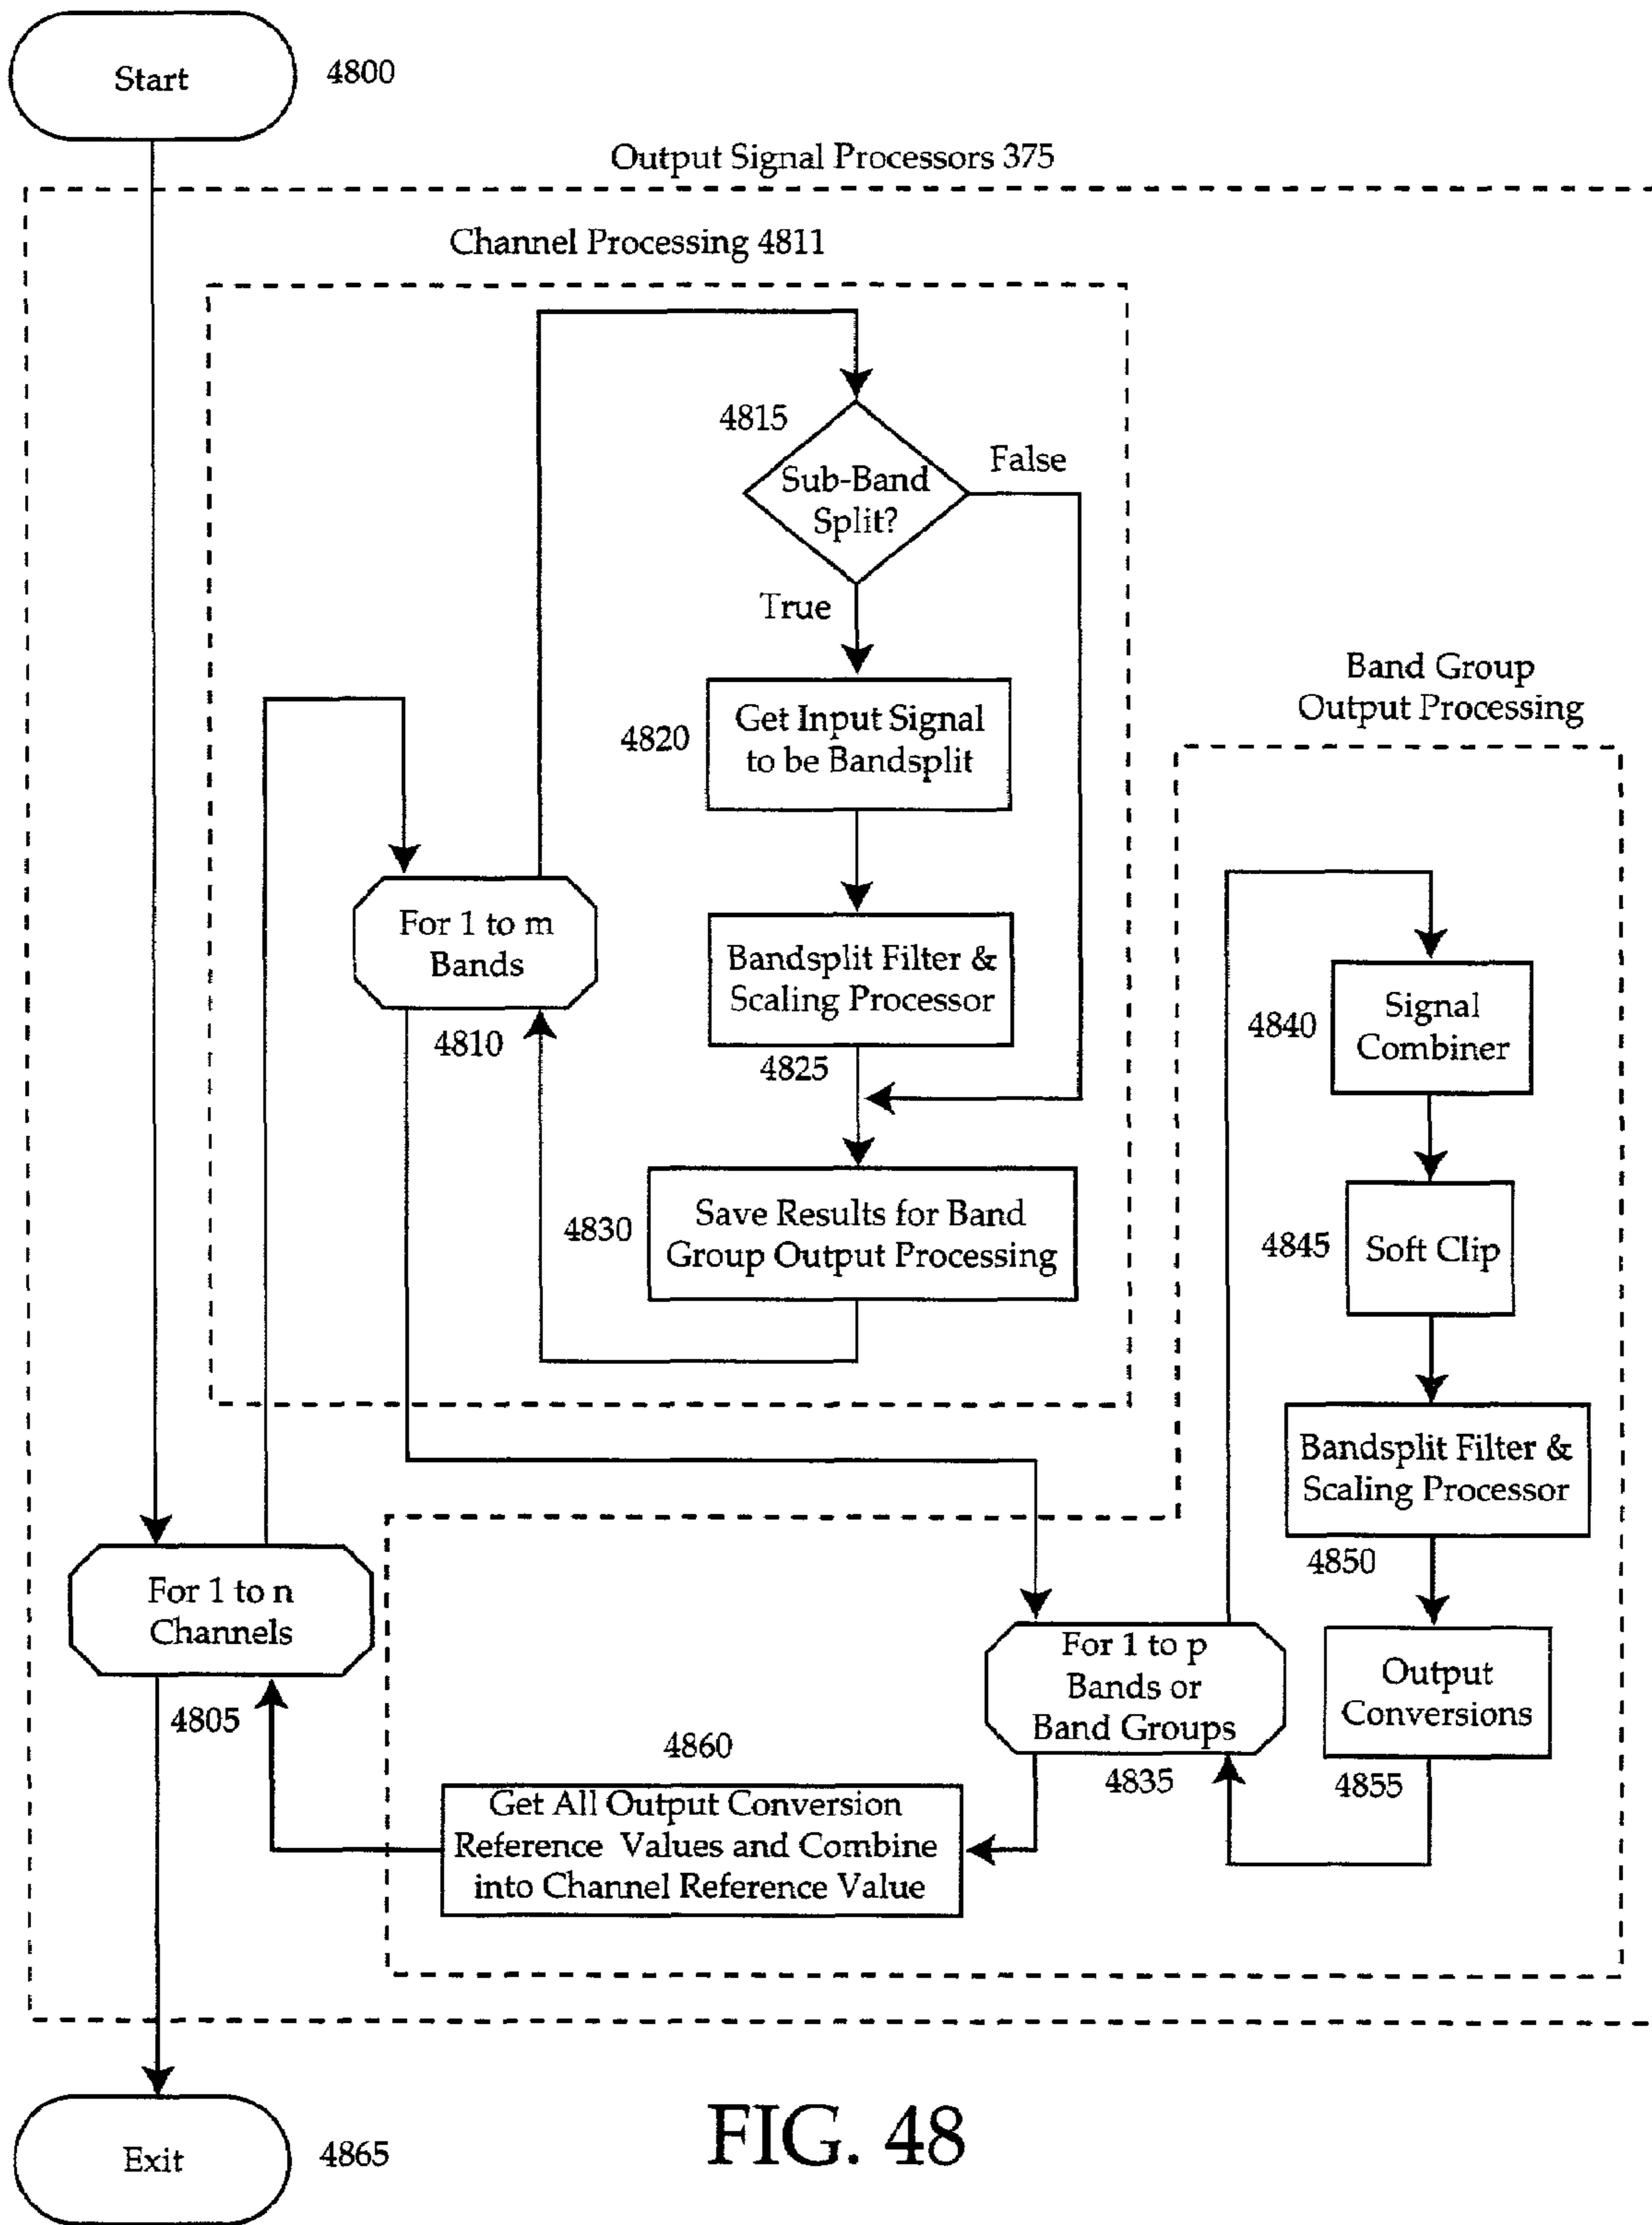 Start
4800
Output Signal Processors 375
Channel Processing 4811
4815
Sub-Band
Split?
False
True
4820
Get Input Signal
to be Bandsplit
Band Group
Output Processing
For 1 to m
Bands
4810
Bandsplit Filter &
Scaling Processor
4825
4830
Save Results for Band
Group Output Processing
4840
Signal
Combiner
4845
Soft Clip
Bandsplit Filter &
Scaling Processor
4850
For 1 to n
Channels
4805
For 1 to p
Bands or
Band Groups
4835
Output
Conversions
4855
4860
Get All Output Conversion
Reference Values and Combine
into Channel Reference Value
Exit
4865
FIG. 48